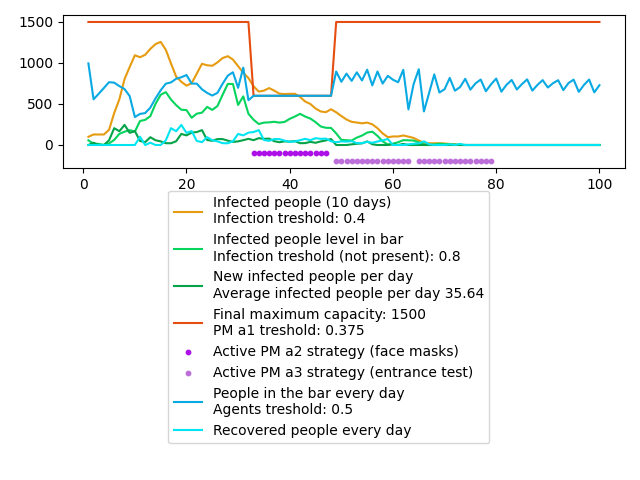 1500
1000
500
0
0
20
40
60
80
100
Infected people (10 days)
Infection treshold: 0.4
Infected people level in bar
Infection treshold (not present): 0.8
New infected people per day
Average infected people per day 35.64
Final maximum capacity: 1500
PM a1 treshold: 0.375
Active PM a2 strategy (face masks)
Active PM a3 strategy (entrance test)
People in the bar every day
Agents treshold: 0.5
Recovered people every day